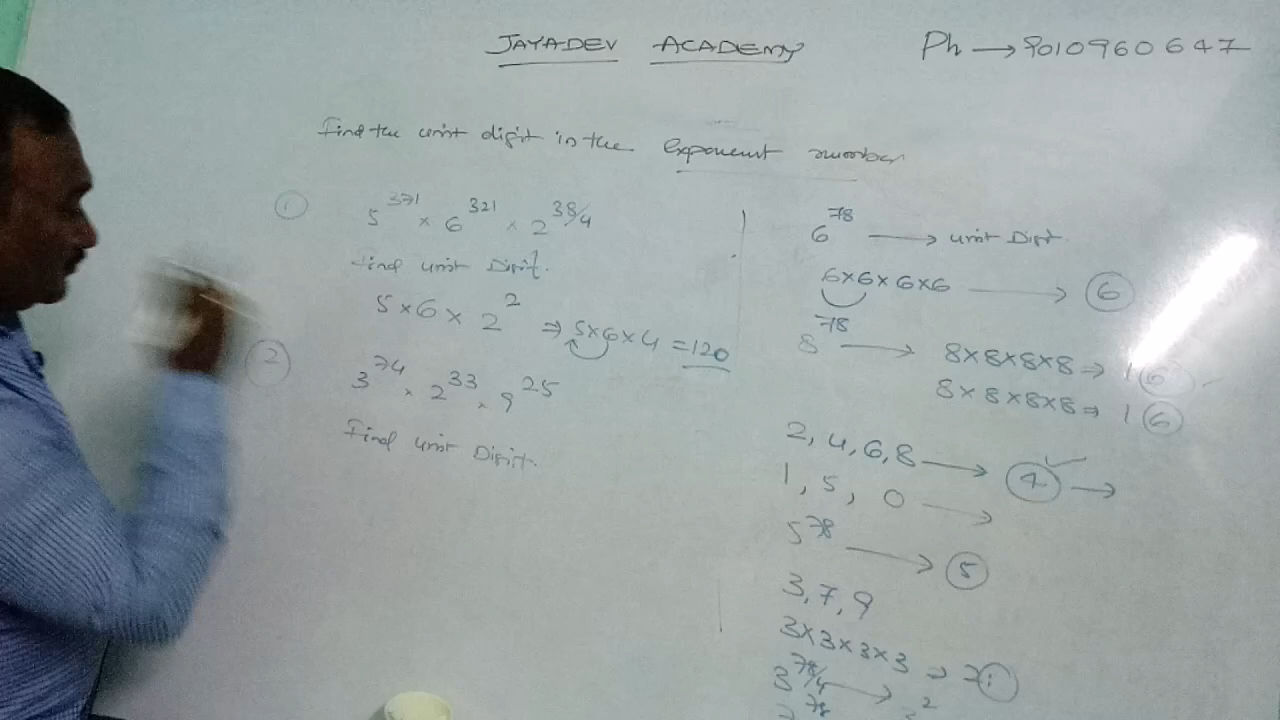 JAYADEV ACADEMY
Ph → 9010960647
Find the unit digit in the exponent number
① 5^371 × 6^321 × 2^38/4
Find unit Digit.
5 × 6 × 2^2 ⇒ 5×6×4 = 120
② 3^74 × 2^33 × 9^25
Find unit Digit.
6^78 → unit Digt.
6×6×6×6 → 6
8^78 → 8×8×8×8 ⇒ 16
8×8×8×8 ⇒ 16
2, 4, 6, 8 → 4 →
1, 5, 0 →
5^78 → 5
3, 7, 9
3×3×3×3 ⇒
3^78/4 →